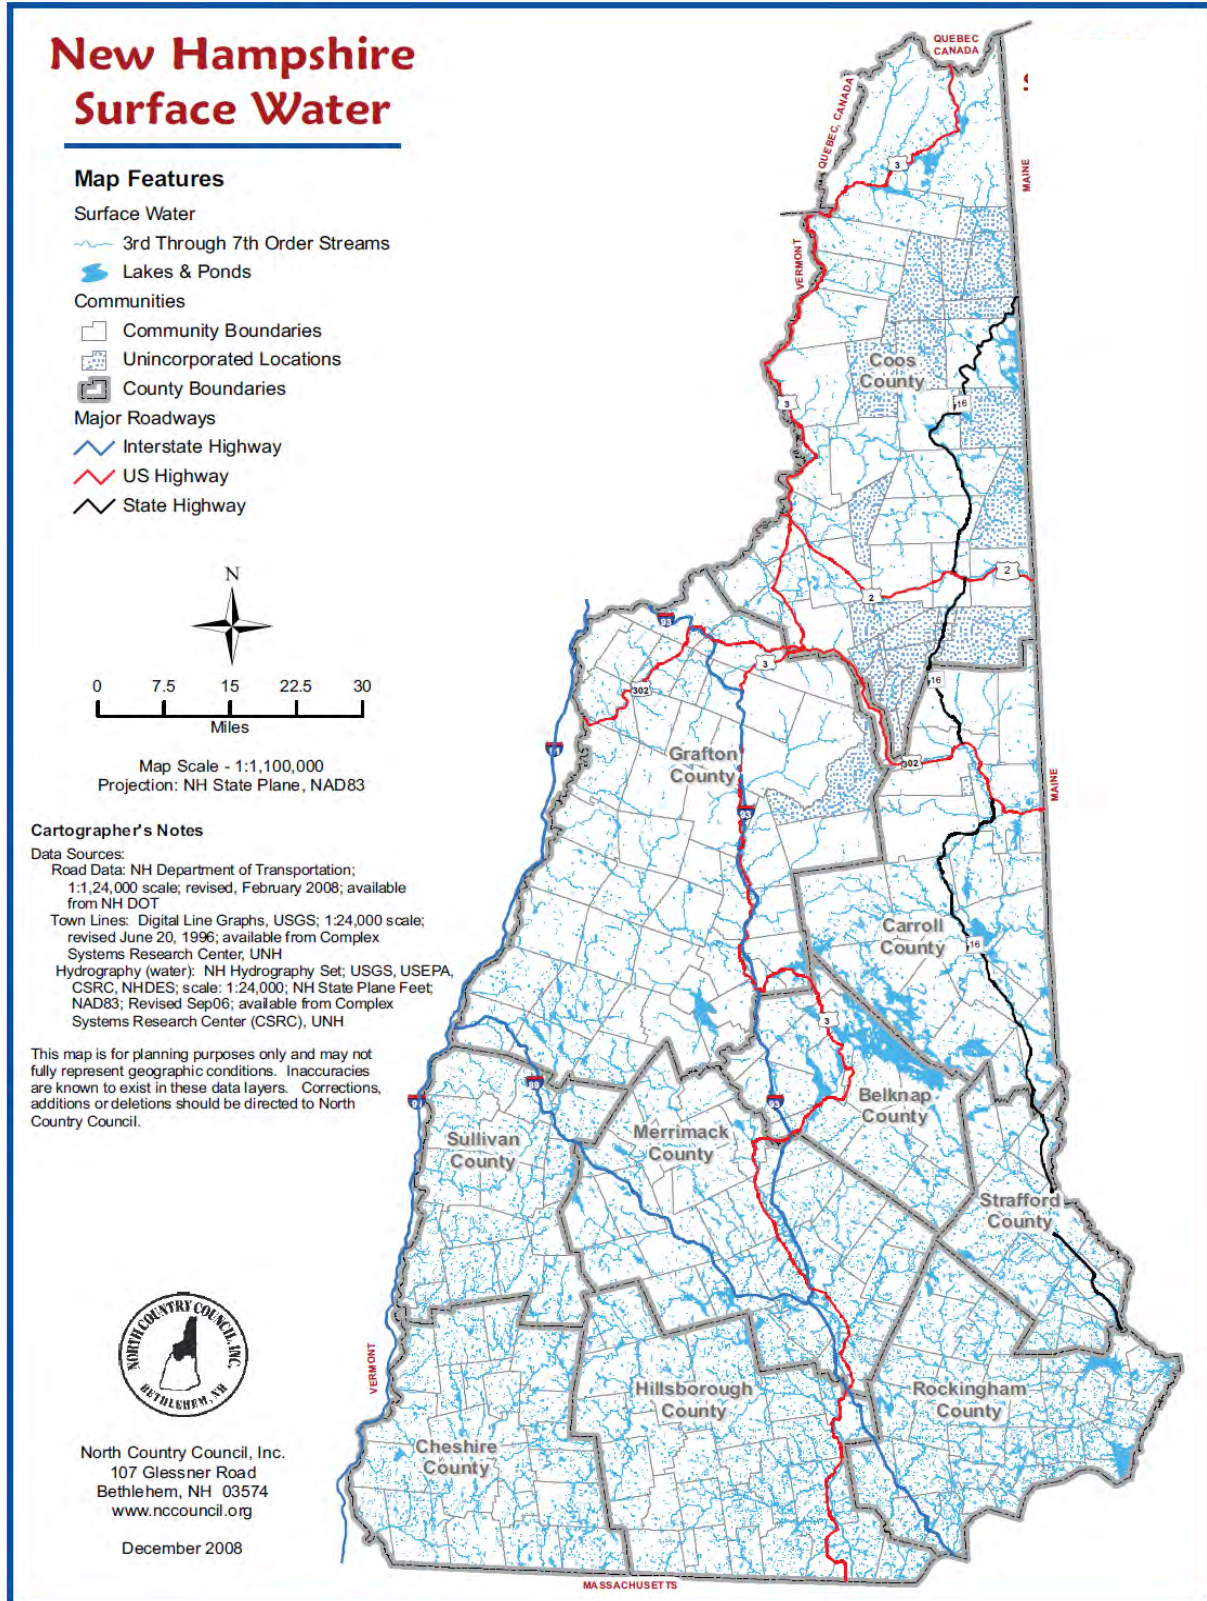 New Hampshire
Surface Water
Map Features
Surface Water
3rd Through 7th Order Streams
Lakes & Ponds
Communities
Community Boundaries
Unincorporated Locations
County Boundaries
Major Roadways
Interstate Highway
US Highway
State Highway
N
0 7.5 15 22.5 30
Miles
Map Scale - 1:1,100,000
Projection: NH State Plane, NAD83
Cartographer's Notes
Data Sources:
Road Data: NH Department of Transportation;
1:1,24,000 scale; revised, February 2008; available
from NH DOT
Town Lines: Digital Line Graphs, USGS; 1:24,000 scale;
revised June 20, 1996; available from Complex
Systems Research Center, UNH
Hydrography (water): NH Hydrography Set; USGS, USEPA,
CSRC, NHDES; scale: 1:24,000; NH State Plane Feet;
NAD83; Revised Sep06; available from Complex
Systems Research Center (CSRC), UNH
This map is for planning purposes only and may not
fully represent geographic conditions. Inaccuracies
are known to exist in these data layers. Corrections,
additions or deletions should be directed to North
Country Council.
NORTH COUNTRY COUNCIL, INC.
BETHLEHEM, NH
North Country Council, Inc.
107 Glessner Road
Bethlehem, NH 03574
www.nccouncil.org
December 2008
QUEBEC
CANADA
QUEBEC, CANADA
MAINE
3
VERMONT
Coos
County
3
16
2
2
93
3
302
16
91
Grafton
County
302
93
MAINE
Carroll
County
16
3
89
91
93
Belknap
County
Sullivan
County
Merrimack
County
Strafford
County
VERMONT
Hillsborough
County
Rockingham
County
Cheshire
County
MASSACHUSETTS